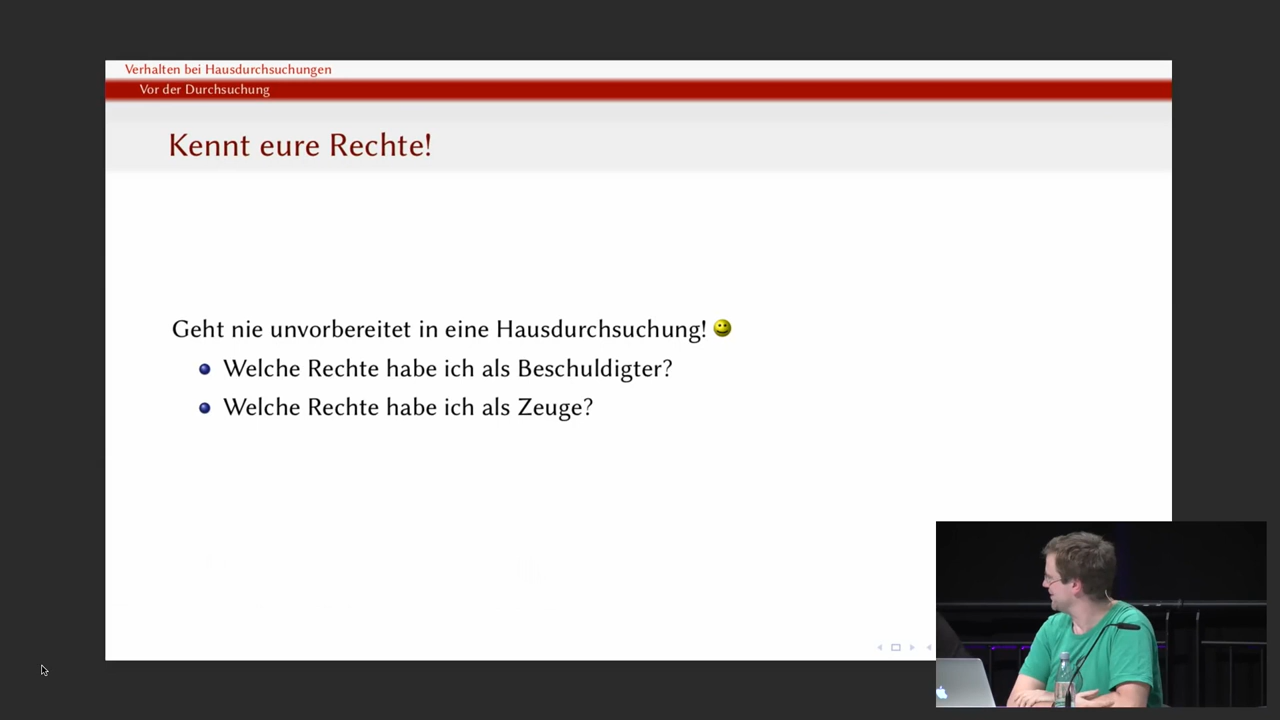 Verhalten bei Hausdurchsuchungen
Vor der Durchsuchung
Kennt eure Rechte!
Geht nie unvorbereitet in eine Hausdurchsuchung!
Welche Rechte habe ich als Beschuldigter?
Welche Rechte habe ich als Zeuge?